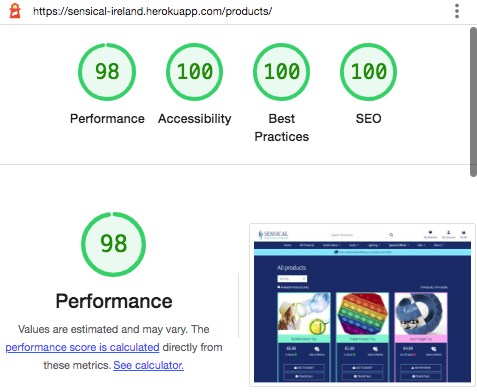 https://sensical-ireland.herokuapp.com/products/
98
100
100
100
Performance
Accessibility
Best
Practices
SEO
98
Performance
Values are estimated and may vary. The
performance score is calculated directly from
these metrics. See calculator.
SENSICAL
All products